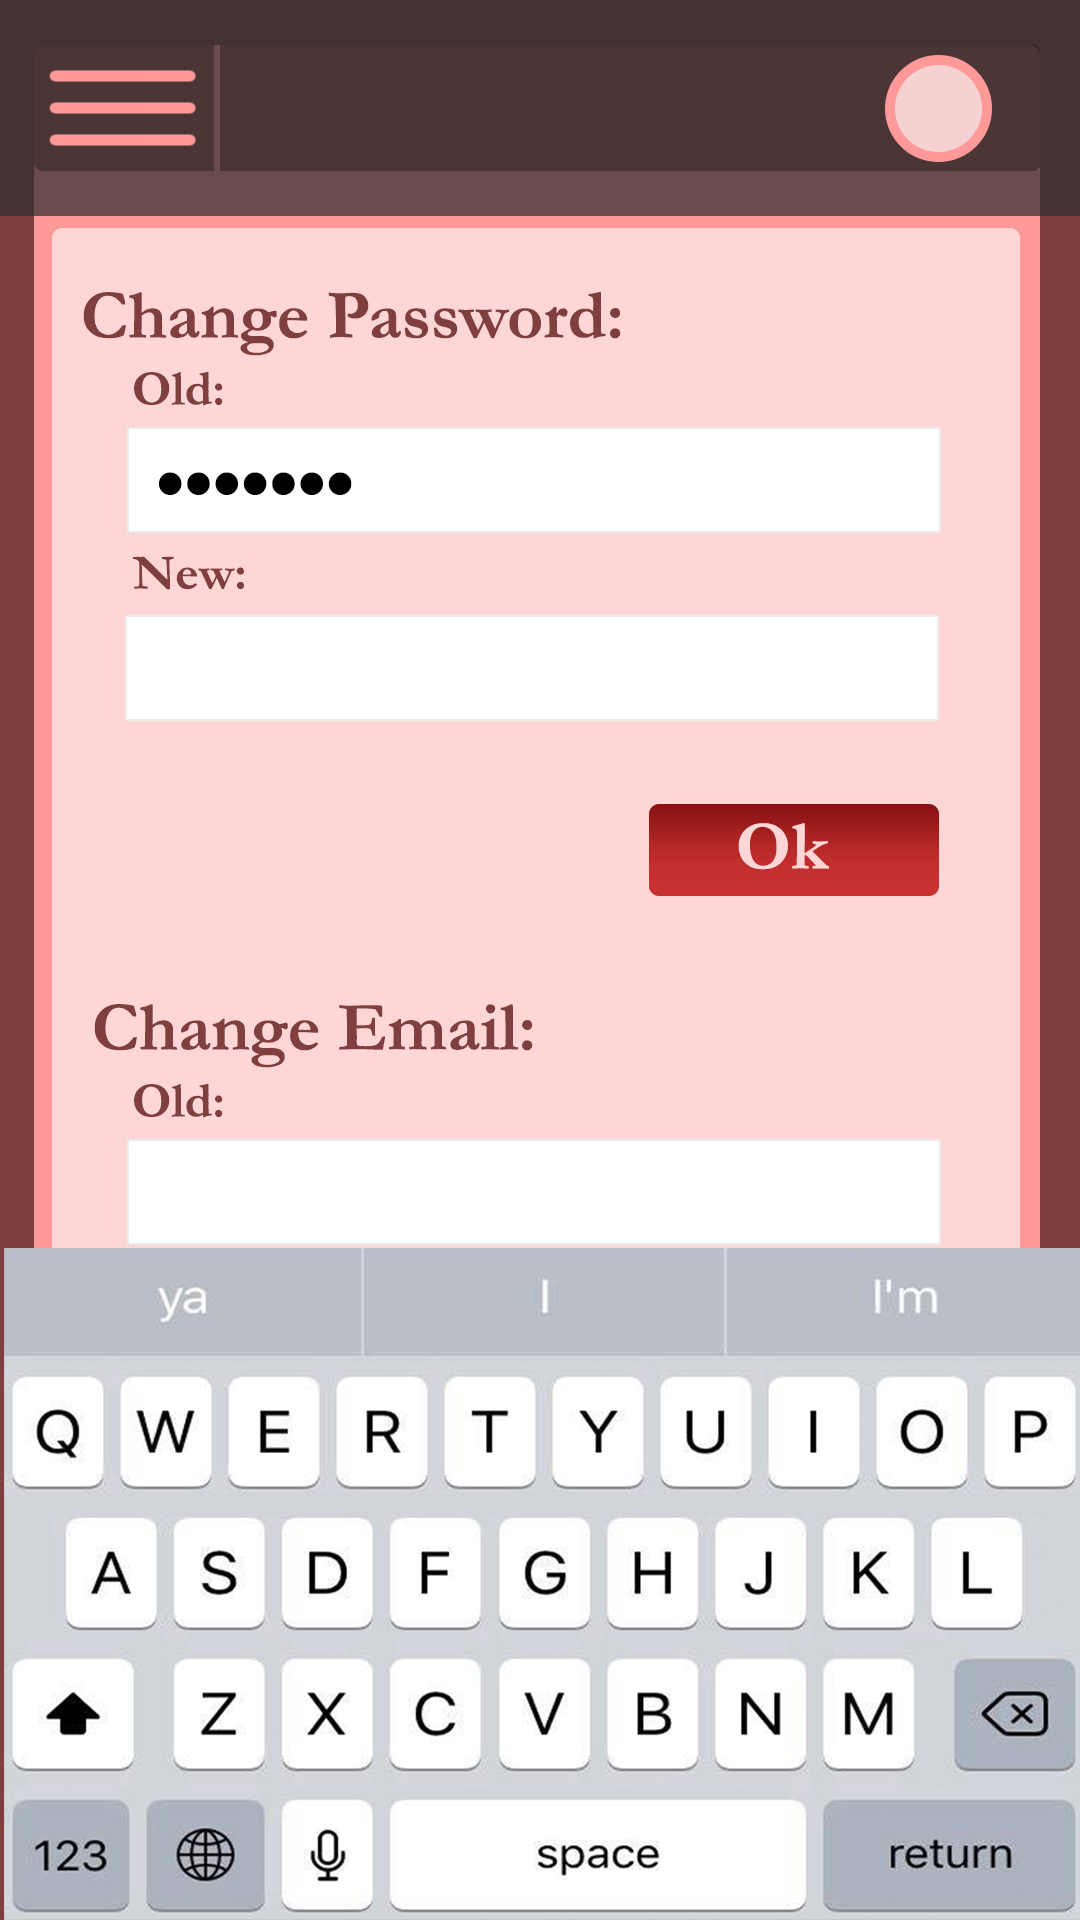 Change Password:
Old:
•••••••
New:
Ok
Change Email:
Old:
ya I I'm
Q W E R T Y U I O P
A S D F G H J K L
Z X C V B N M
123 space return